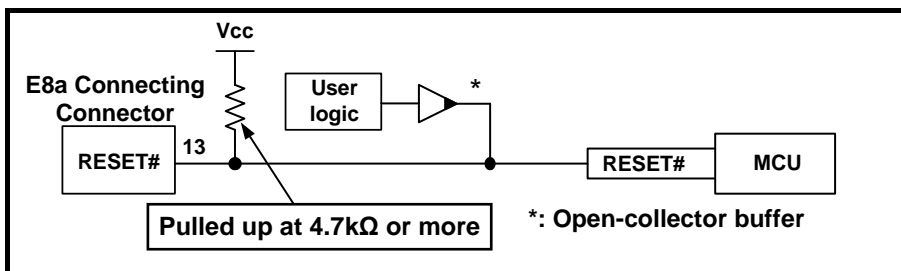 Vcc
E8a Connecting
Connector
User
logic
*
RESET#
13
RESET#
MCU
Pulled up at 4.7kΩ or more
*: Open-collector buffer